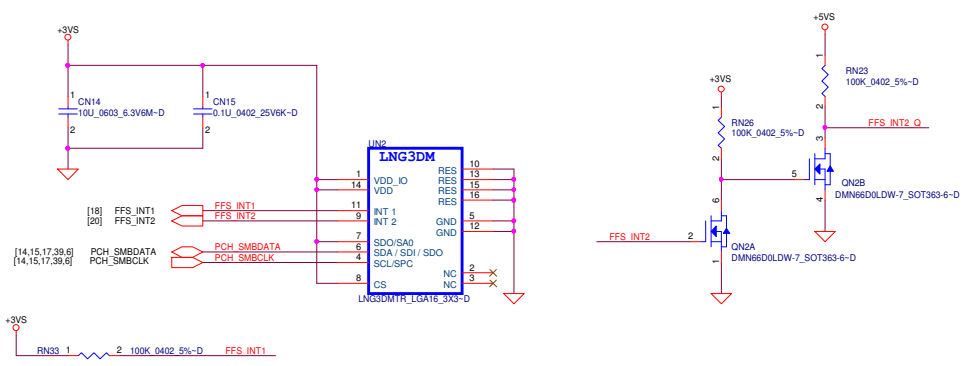 +3VS
1
CN14
10U_0603_6.3V6M~D
2
1
CN15
0.1U_0402_25V6K~D
2
UN2
LNG3DM
1 VDD_IO
14 VDD
11 INT 1
9 INT 2
7 SDO/SA0
6 SDA / SDI / SDO
4 SCL/SPC
8 CS
RES 10
RES 13
RES 15
RES 16
GND 5
GND 12
NC 2
NC 3
LNG3DMTR_LGA16_3X3~D
[18] FFS_INT1 FFS_INT1
[20] FFS_INT2 FFS_INT2
[14,15,17,39,6] PCH_SMBDATA PCH_SMBDATA
[14,15,17,39,6] PCH_SMBCLK PCH_SMBCLK
+3VS
RN33 1 2 100K_0402_5%~D FFS_INT1
+5VS
1
RN23
100K_0402_5%~D
2
FFS_INT2_Q
+3VS
1
RN26
100K_0402_5%~D
2
3
5
QN2B
DMN66D0LDW-7_SOT363-6~D
4
6
FFS_INT2 2
QN2A
DMN66D0LDW-7_SOT363-6~D
1